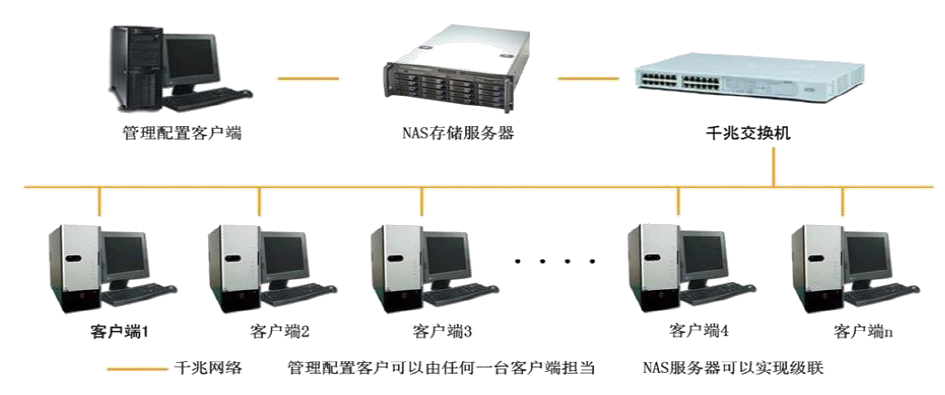 管理配置客户端
NAS存储服务器
千兆交换机
客户端1
客户端2
客户端3
客户端4
客户端n
千兆网络
管理配置客户可以由任何一台客户端担当
NAS服务器可以实现级联